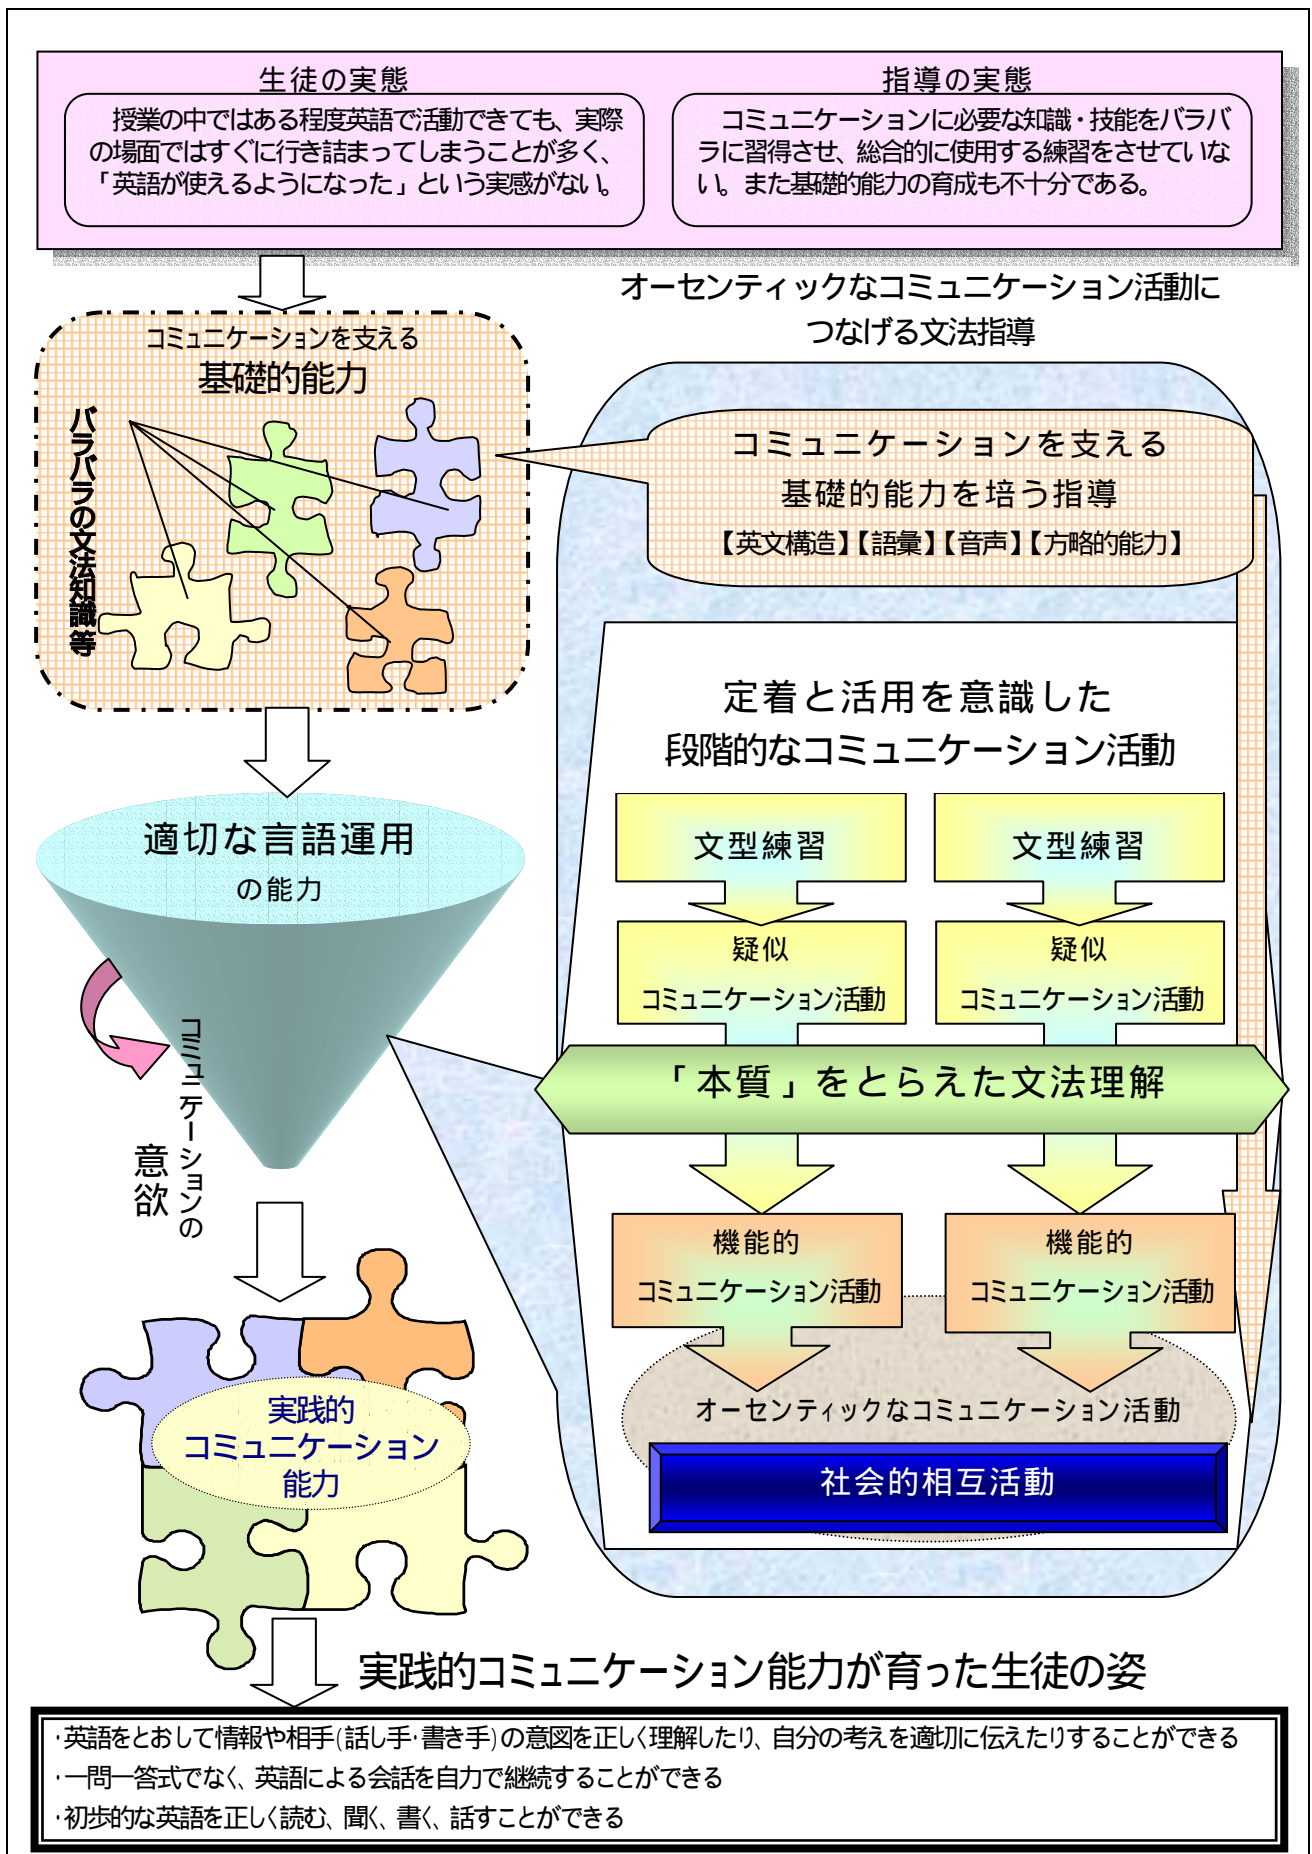 生徒の実態
授業の中ではある程度英語で活動できても、実際
の場面ではすぐに行き詰まってしまうことが多く、
「英語が使えるようになった」という実感がない。
指導の実態
コミュニケーションに必要な知識・技能をバラバ
ラに習得させ、総合的に使用する練習をさせていな
い。また基礎的能力の育成も不十分である。
オーセンティックなコミュニケーション活動に
つなげる文法指導
コミュニケーションを支える
基礎的能力
バラバラの文法知識等
コミュニケーションを支える
基礎的能力を培う指導
【英文構造】【語彙】【音声】【方略的能力】
定着と活用を意識した
段階的なコミュニケーション活動
文型練習
文型練習
疑似
コミュニケーション活動
疑似
コミュニケーション活動
「本質」をとらえた文法理解
機能的
コミュニケーション活動
機能的
コミュニケーション活動
オーセンティックなコミュニケーション活動
社会的相互活動
適切な言語運用
の能力
コミュニケーションの
意欲
実践的
コミュニケーション
能力
実践的コミュニケーション能力が育った生徒の姿
・英語をとおして情報や相手(話し手・書き手)の意図を正しく理解したり、自分の考えを適切に伝えたりすることができる
・一問一答式でなく、英語による会話を自力で継続することができる
・初歩的な英語を正しく読む、聞く、書く、話すことができる